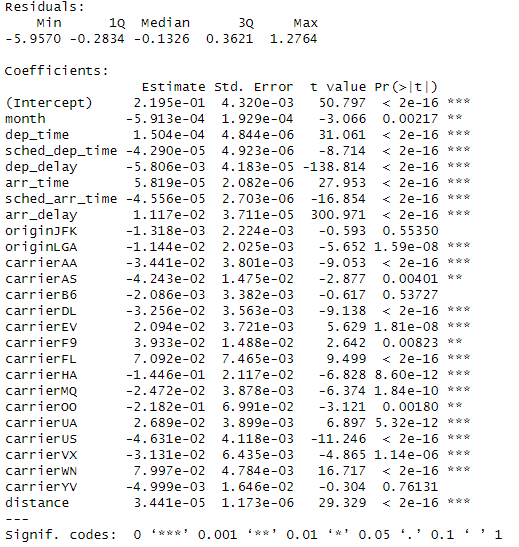 Residuals:
    Min      1Q  Median      3Q     Max
-5.9570 -0.2834 -0.1326  0.3621  1.2764

Coefficients:
                 Estimate Std. Error  t value Pr(>|t|)
(Intercept)     2.195e-01  4.320e-03   50.797  < 2e-16 ***
month          -5.913e-04  1.929e-04   -3.066  0.00217 **
dep_time        1.504e-04  4.844e-06   31.061  < 2e-16 ***
sched_dep_time -4.290e-05  4.923e-06   -8.714  < 2e-16 ***
dep_delay      -5.806e-03  4.183e-05 -138.814  < 2e-16 ***
arr_time        5.819e-05  2.082e-06   27.953  < 2e-16 ***
sched_arr_time -4.556e-05  2.703e-06  -16.854  < 2e-16 ***
arr_delay       1.117e-02  3.711e-05  300.971  < 2e-16 ***
originJFK      -1.318e-03  2.224e-03   -0.593  0.55350
originLGA      -1.144e-02  2.025e-03   -5.652 1.59e-08 ***
carrierAA      -3.441e-02  3.801e-03   -9.053  < 2e-16 ***
carrierAS      -4.243e-02  1.475e-02   -2.877  0.00401 **
carrierB6      -2.086e-03  3.382e-03   -0.617  0.53727
carrierDL      -3.256e-02  3.563e-03   -9.138  < 2e-16 ***
carrierEV       2.094e-02  3.721e-03    5.629 1.81e-08 ***
carrierF9       3.933e-02  1.488e-02    2.642  0.00823 **
carrierFL       7.092e-02  7.465e-03    9.499  < 2e-16 ***
carrierHA      -1.446e-01  2.117e-02   -6.828 8.60e-12 ***
carrierMQ      -2.472e-02  3.878e-03   -6.374 1.84e-10 ***
carrierOO      -2.182e-01  6.991e-02   -3.121  0.00180 **
carrierUA       2.689e-02  3.899e-03    6.897 5.32e-12 ***
carrierUS      -4.631e-02  4.118e-03  -11.246  < 2e-16 ***
carrierVX      -3.131e-02  6.435e-03   -4.865 1.14e-06 ***
carrierWN       7.997e-02  4.784e-03   16.717  < 2e-16 ***
carrierYV      -4.999e-03  1.646e-02   -0.304  0.76131
distance        3.441e-05  1.173e-06   29.329  < 2e-16 ***
---
Signif. codes:  0 ‘***’ 0.001 ‘**’ 0.01 ‘*’ 0.05 ‘.’ 0.1 ‘ ’ 1